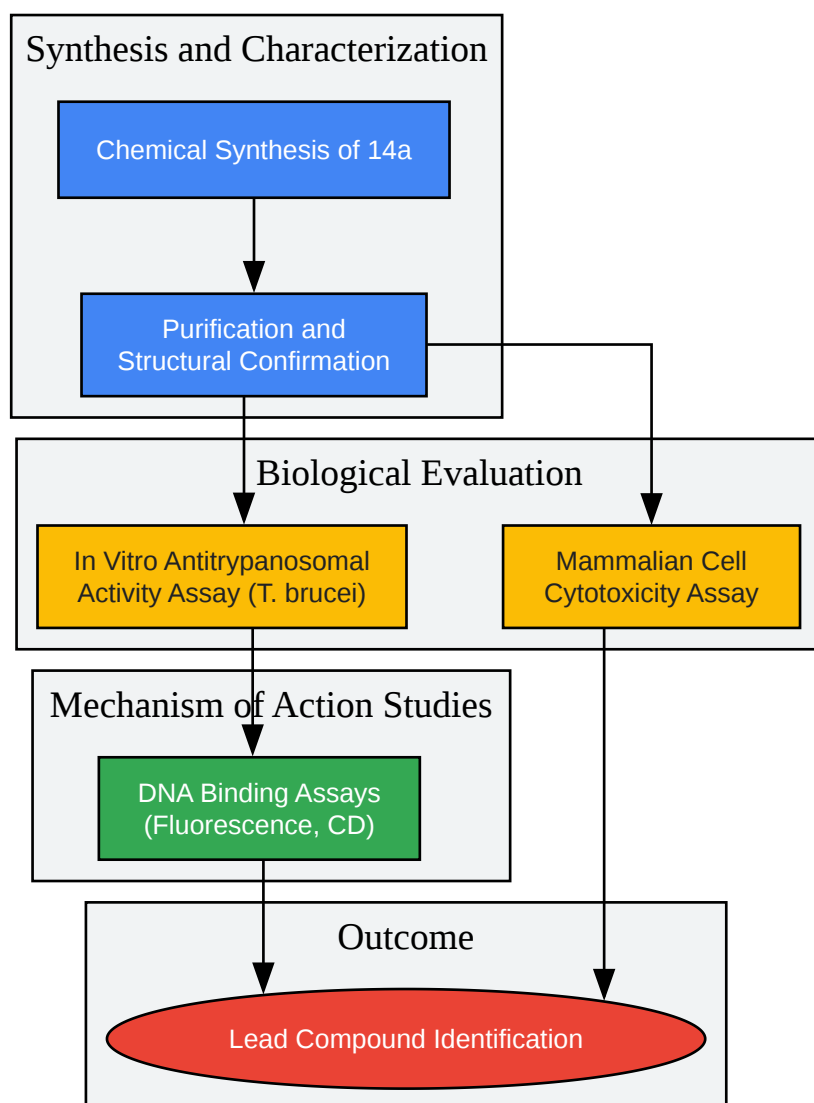 Synthesis and Characterization
Chemical Synthesis of 14a
Purification and
Structural Confirmation
Biological Evaluation
In Vitro Antitrypanosomal
Activity Assay (T. brucei)
Mammalian Cell
Cytotoxicity Assay
Mechanism of Action Studies
DNA Binding Assays
(Fluorescence, CD)
Outcome
Lead Compound Identification